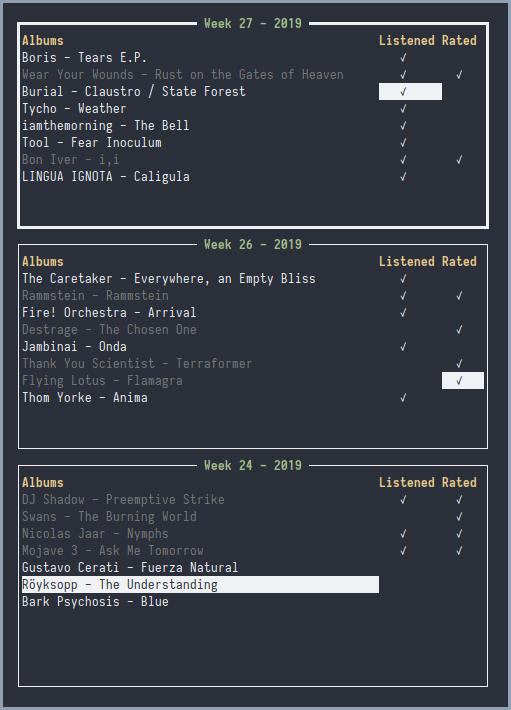 Week 27 - 2019
Albums Listened Rated
Boris - Tears E.P. ✓
Wear Your Wounds - Rust on the Gates of Heaven ✓ ✓
Burial - Claustro / State Forest ✓
Tycho - Weather ✓
iamthemorning - The Bell ✓
Tool - Fear Inoculum ✓
Bon Iver - i,i ✓ ✓
LINGUA IGNOTA - Caligula ✓
Week 26 - 2019
Albums Listened Rated
The Caretaker - Everywhere, an Empty Bliss ✓
Rammstein - Rammstein ✓ ✓
Fire! Orchestra - Arrival ✓
Destrage - The Chosen One ✓
Jambinai - Onda ✓
Thank You Scientist - Terraformer ✓
Flying Lotus - Flamagra ✓
Thom Yorke - Anima ✓
Week 24 - 2019
Albums Listened Rated
DJ Shadow - Preemptive Strike ✓ ✓
Swans - The Burning World ✓
Nicolas Jaar - Nymphs ✓ ✓
Mojave 3 - Ask Me Tomorrow ✓ ✓
Gustavo Cerati - Fuerza Natural
Röyksopp - The Understanding
Bark Psychosis - Blue